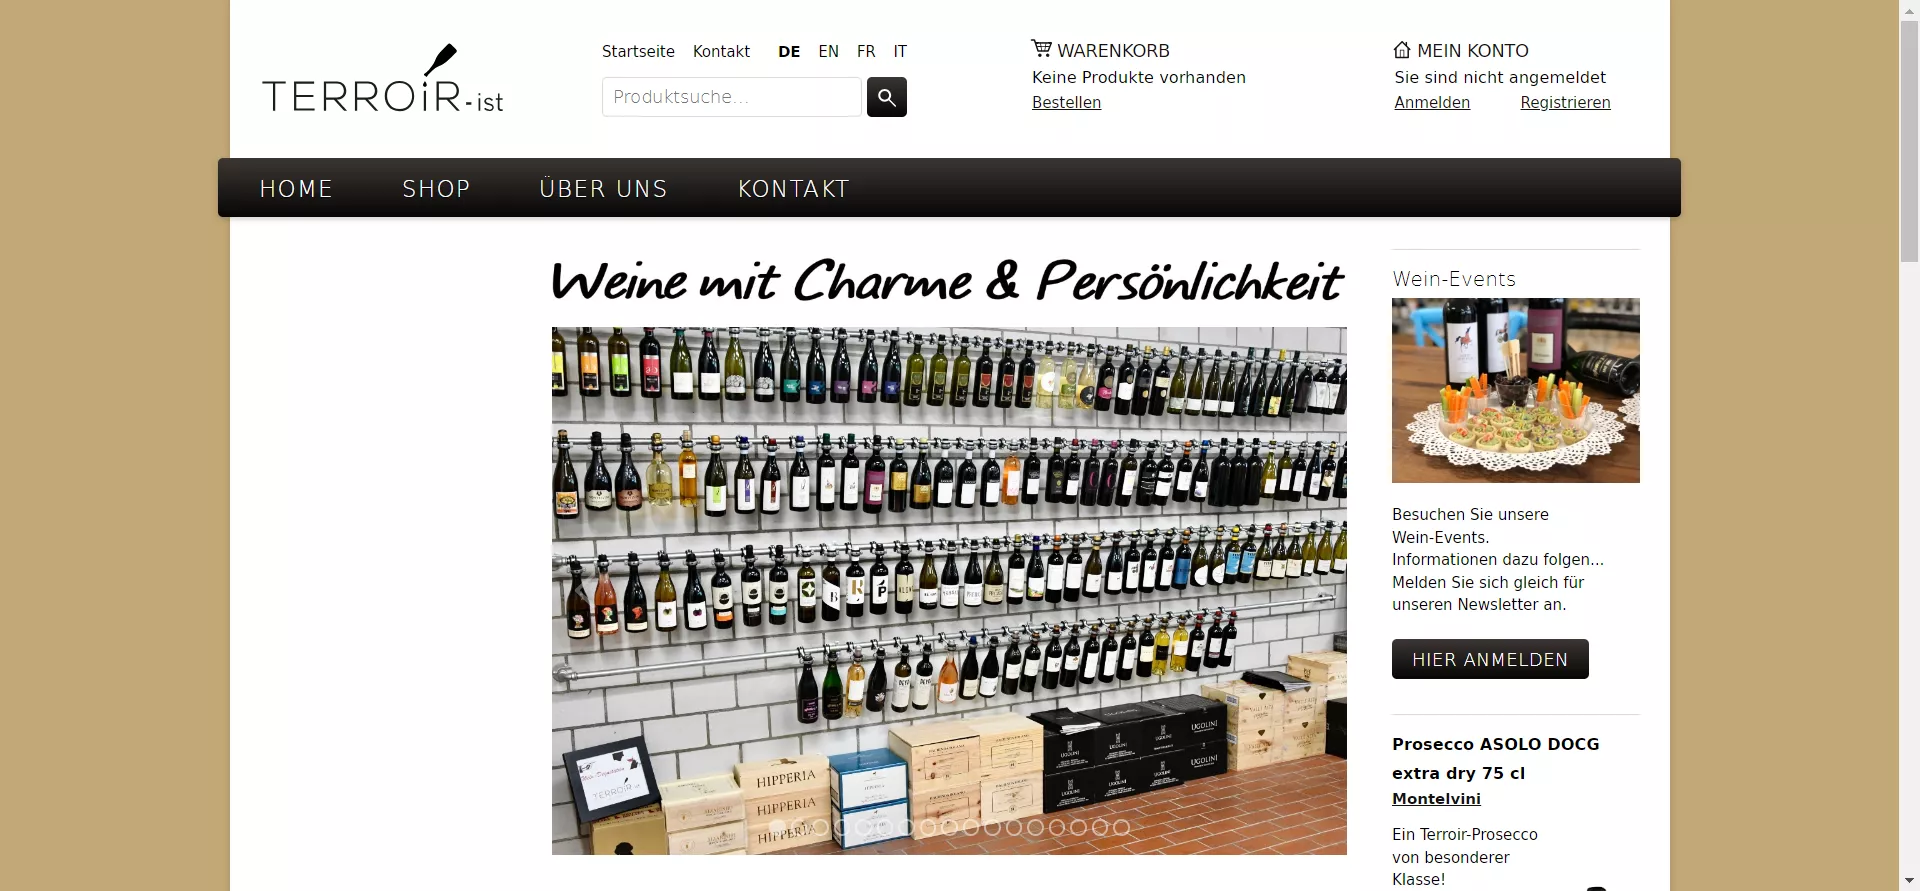 TERROiR-ist
Startseite Kontakt DE EN FR IT
Produktsuche...
WARENKORB
Keine Produkte vorhanden
Bestellen
MEIN KONTO
Sie sind nicht angemeldet
Anmelden Registrieren
HOME SHOP ÜBER UNS KONTAKT
Weine mit Charme & Persönlichkeit
HIPPERIA
HIPPERIA
HIPPERIA
UGOLINI
UGOLINI
UGOLINI
TERROIR-ist
Wein-Events
Besuchen Sie unsere
Wein-Events.
Informationen dazu folgen...
Melden Sie sich gleich für
unseren Newsletter an.
HIER ANMELDEN
Prosecco ASOLO DOCG
extra dry 75 cl
Montelvini
Ein Terroir-Prosecco
von besonderer
Klasse!